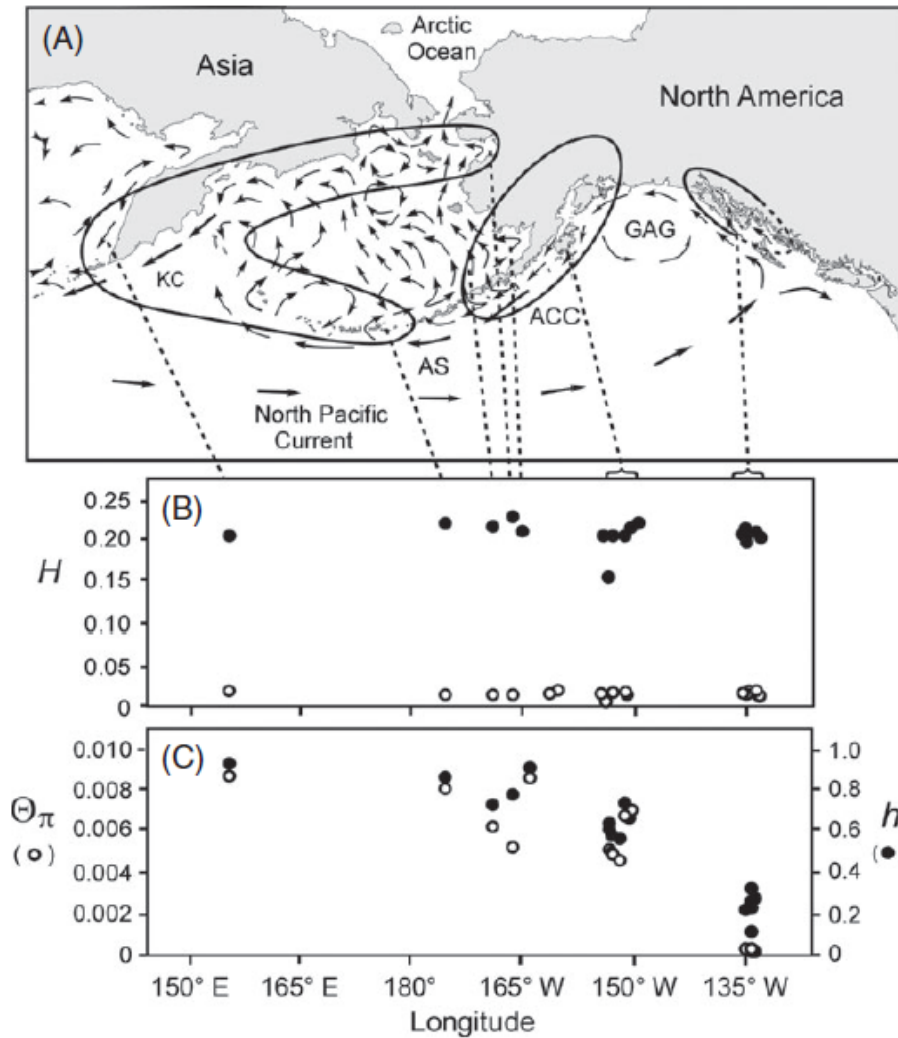 (A)
Arctic
Ocean
Asia
North America
GAG
KC
ACC
AS
North Pacific
Current
(B)
H
0.25
0.20
0.15
0.10
0.05
0
(C)
Θπ
(o)
0.010
0.008
0.006
0.004
0.002
0
1.0
0.8
0.6
0.4
0.2
0
h
(●
150° E
165° E
180°
165° W
150° W
135° W
Longitude